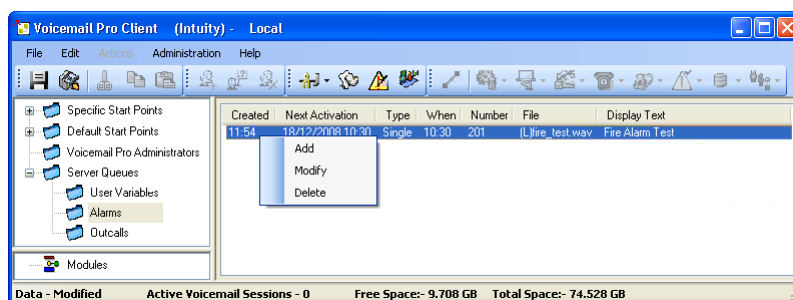 Voicemail Pro Client (Intuity) - Local
File Edit Actions Administration Help
Specific Start Points
Default Start Points
Voicemail Pro Administrators
Server Queues
User Variables
Alarms
Outcalls
Modules
Created Next Activation Type When Number File Display Text
11:54 18/12/2008 10:30 Single 10:30 201 (L)fire_test.wav Fire Alarm Test
Add
Modify
Delete
Data - Modified Active Voicemail Sessions - 0 Free Space:- 9.708 GB Total Space:- 74.528 GB